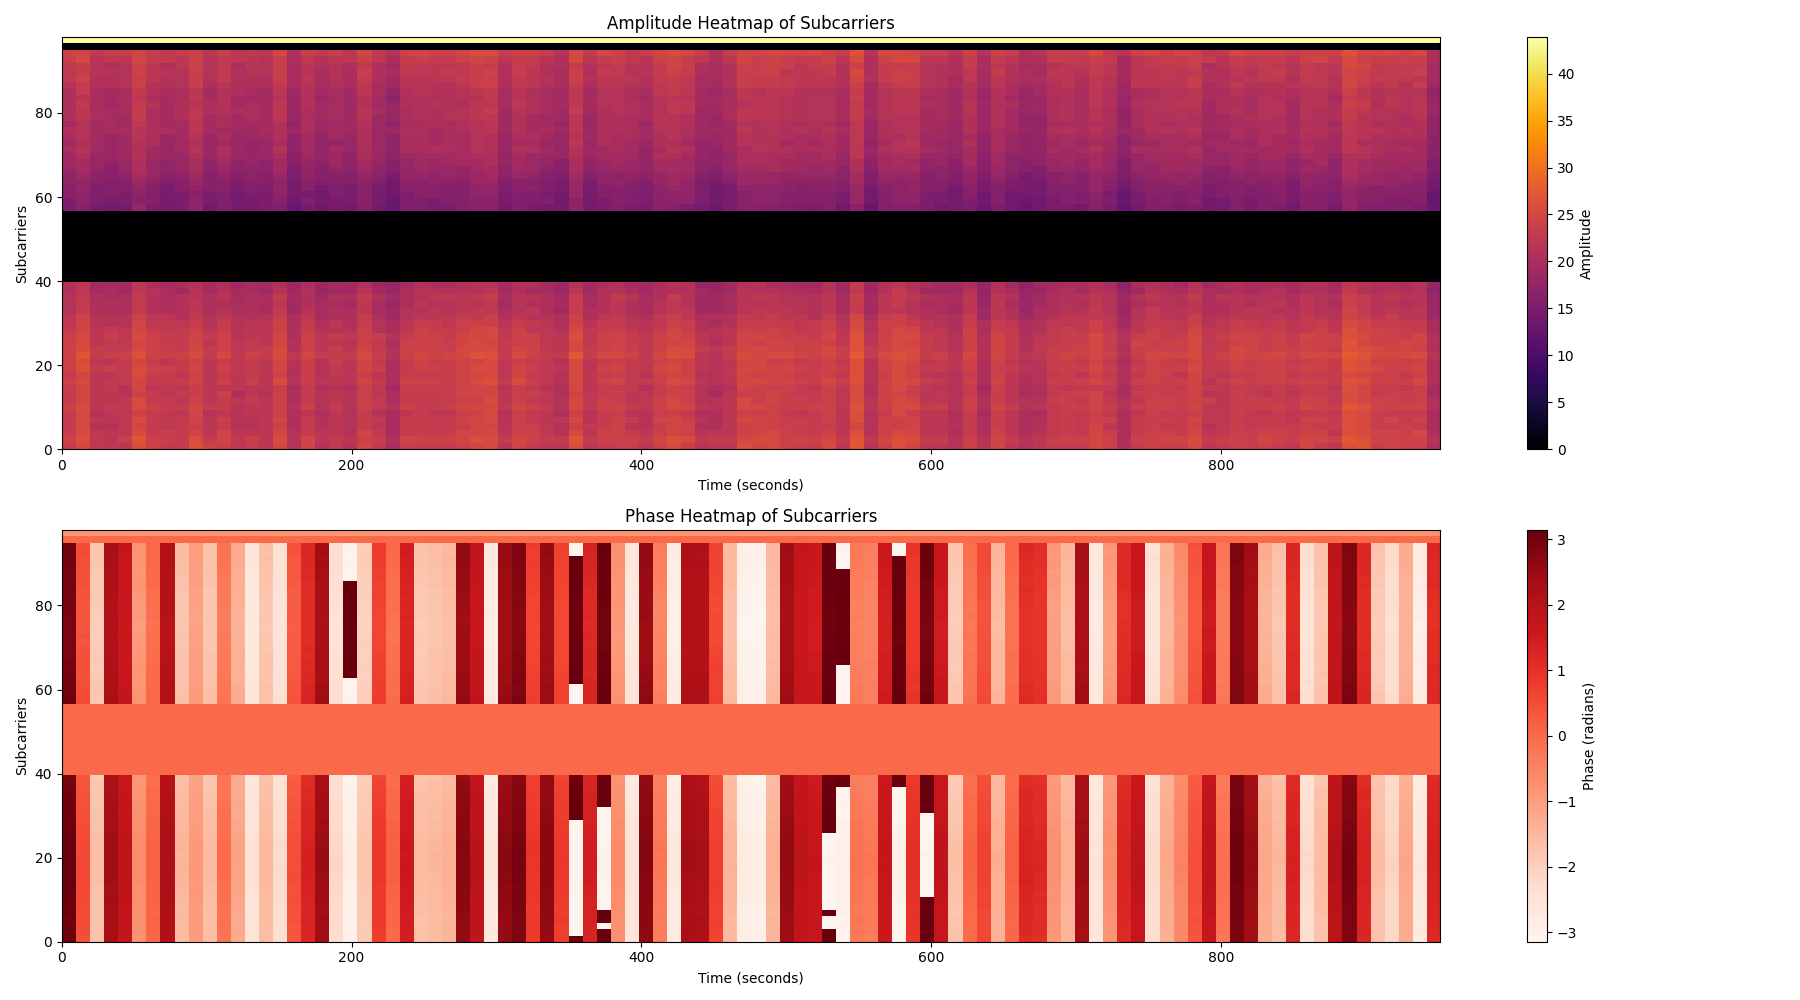 Amplitude Heatmap of Subcarriers
Subcarriers
80
60
40
20
0
0 200 400 600 800
Time (seconds)
40
35
30
25
20
15
10
5
0
Amplitude
Phase Heatmap of Subcarriers
Subcarriers
80
60
40
20
0
0 200 400 600 800
Time (seconds)
3
2
1
0
−1
−2
−3
Phase (radians)